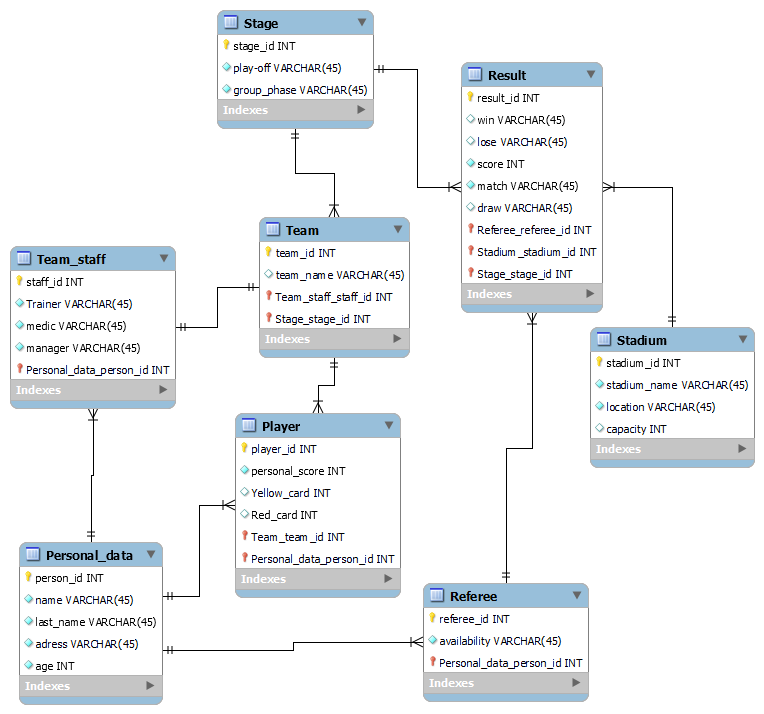 Stage
stage_id INT
play-off VARCHAR(45)
group_phase VARCHAR(45)
Indexes
Result
result_id INT
win VARCHAR(45)
lose VARCHAR(45)
score INT
match VARCHAR(45)
draw VARCHAR(45)
Referee_referee_id INT
Stadium_stadium_id INT
Stage_stage_id INT
Indexes
Team
team_id INT
team_name VARCHAR(45)
Team_staff_staff_id INT
Stage_stage_id INT
Indexes
Team_staff
staff_id INT
Trainer VARCHAR(45)
medic VARCHAR(45)
manager VARCHAR(45)
Personal_data_person_id INT
Indexes
Stadium
stadium_id INT
stadium_name VARCHAR(45)
location VARCHAR(45)
capacity INT
Indexes
Player
player_id INT
personal_score INT
Yellow_card INT
Red_card INT
Team_team_id INT
Personal_data_person_id INT
Indexes
Personal_data
person_id INT
name VARCHAR(45)
last_name VARCHAR(45)
adress VARCHAR(45)
age INT
Indexes
Referee
referee_id INT
availability VARCHAR(45)
Personal_data_person_id INT
Indexes